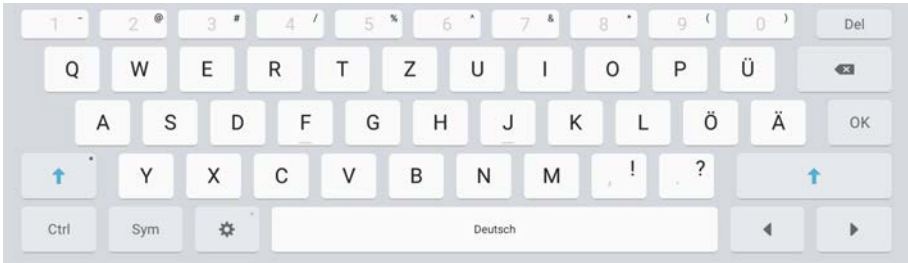 1 - 2 @ 3 # 4 / 5 % 6 ^ 7 & 8 * 9 ( 0 ) Del
Q W E R T Z U I O P Ü
A S D F G H J K L Ö Ä OK
Y X C V B N M , ! . ?
Ctrl Sym Deutsch